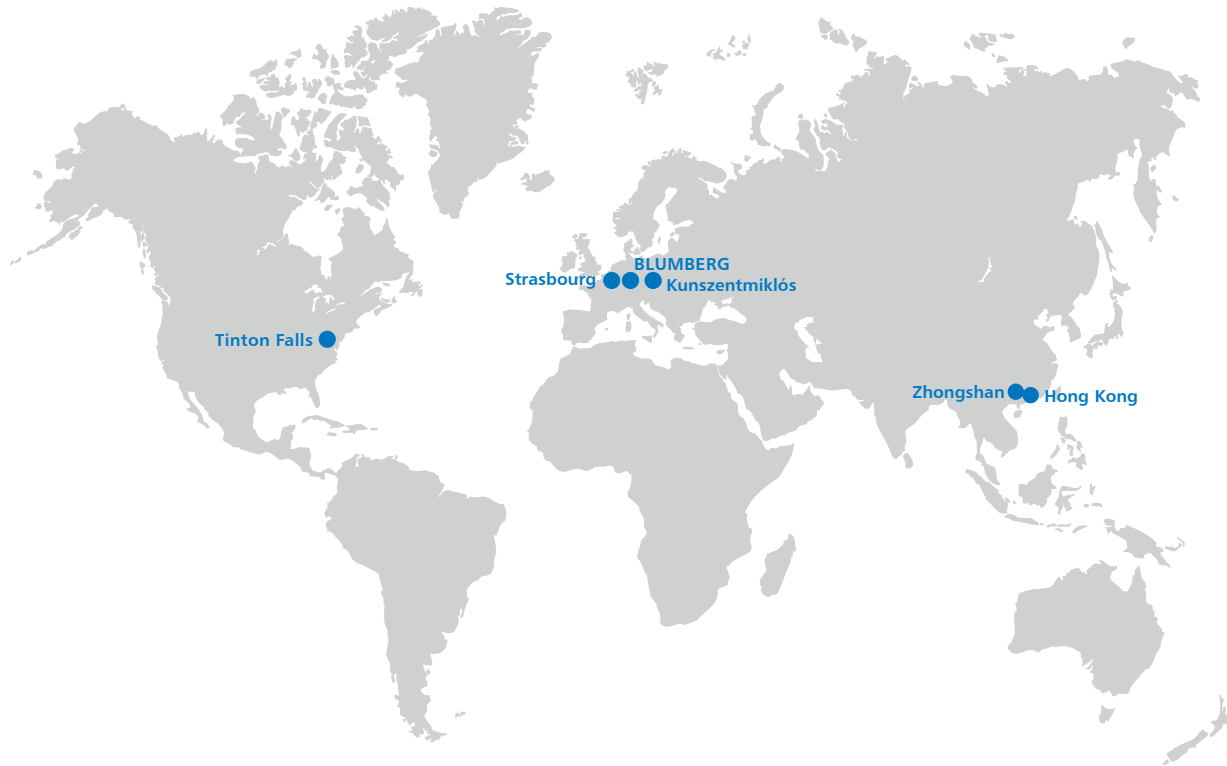 BLUMBERG
Strasbourg
Kunszentmiklós
Tinton Falls
Zhongshan
Hong Kong